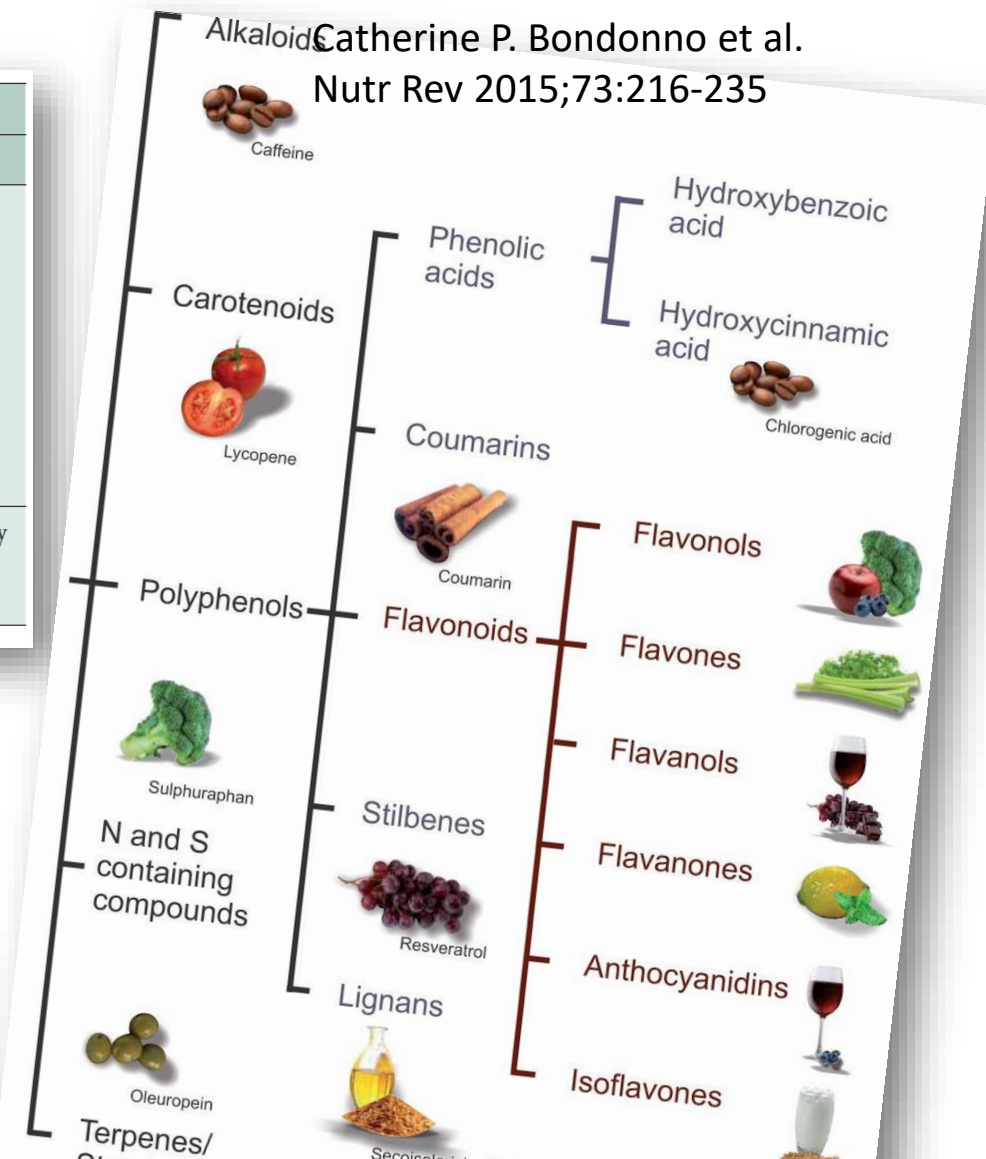 Catherine P. Bondonno et al.
Nutr Rev 2015;73:216-235
Alkaloids
Caffeine
Carotenoids
Lycopene
Polyphenols
Sulphuraphan
N and S
containing
compounds
Oleuropein
Terpenes/
Phenolic
acids
Coumarins
Coumarin
Flavonoids
Stilbenes
Resveratrol
Lignans
Hydroxybenzoic
acid
Hydroxycinnamic
acid
Chlorogenic acid
Flavonols
Flavones
Flavanols
Flavanones
Anthocyanidins
Isoflavones